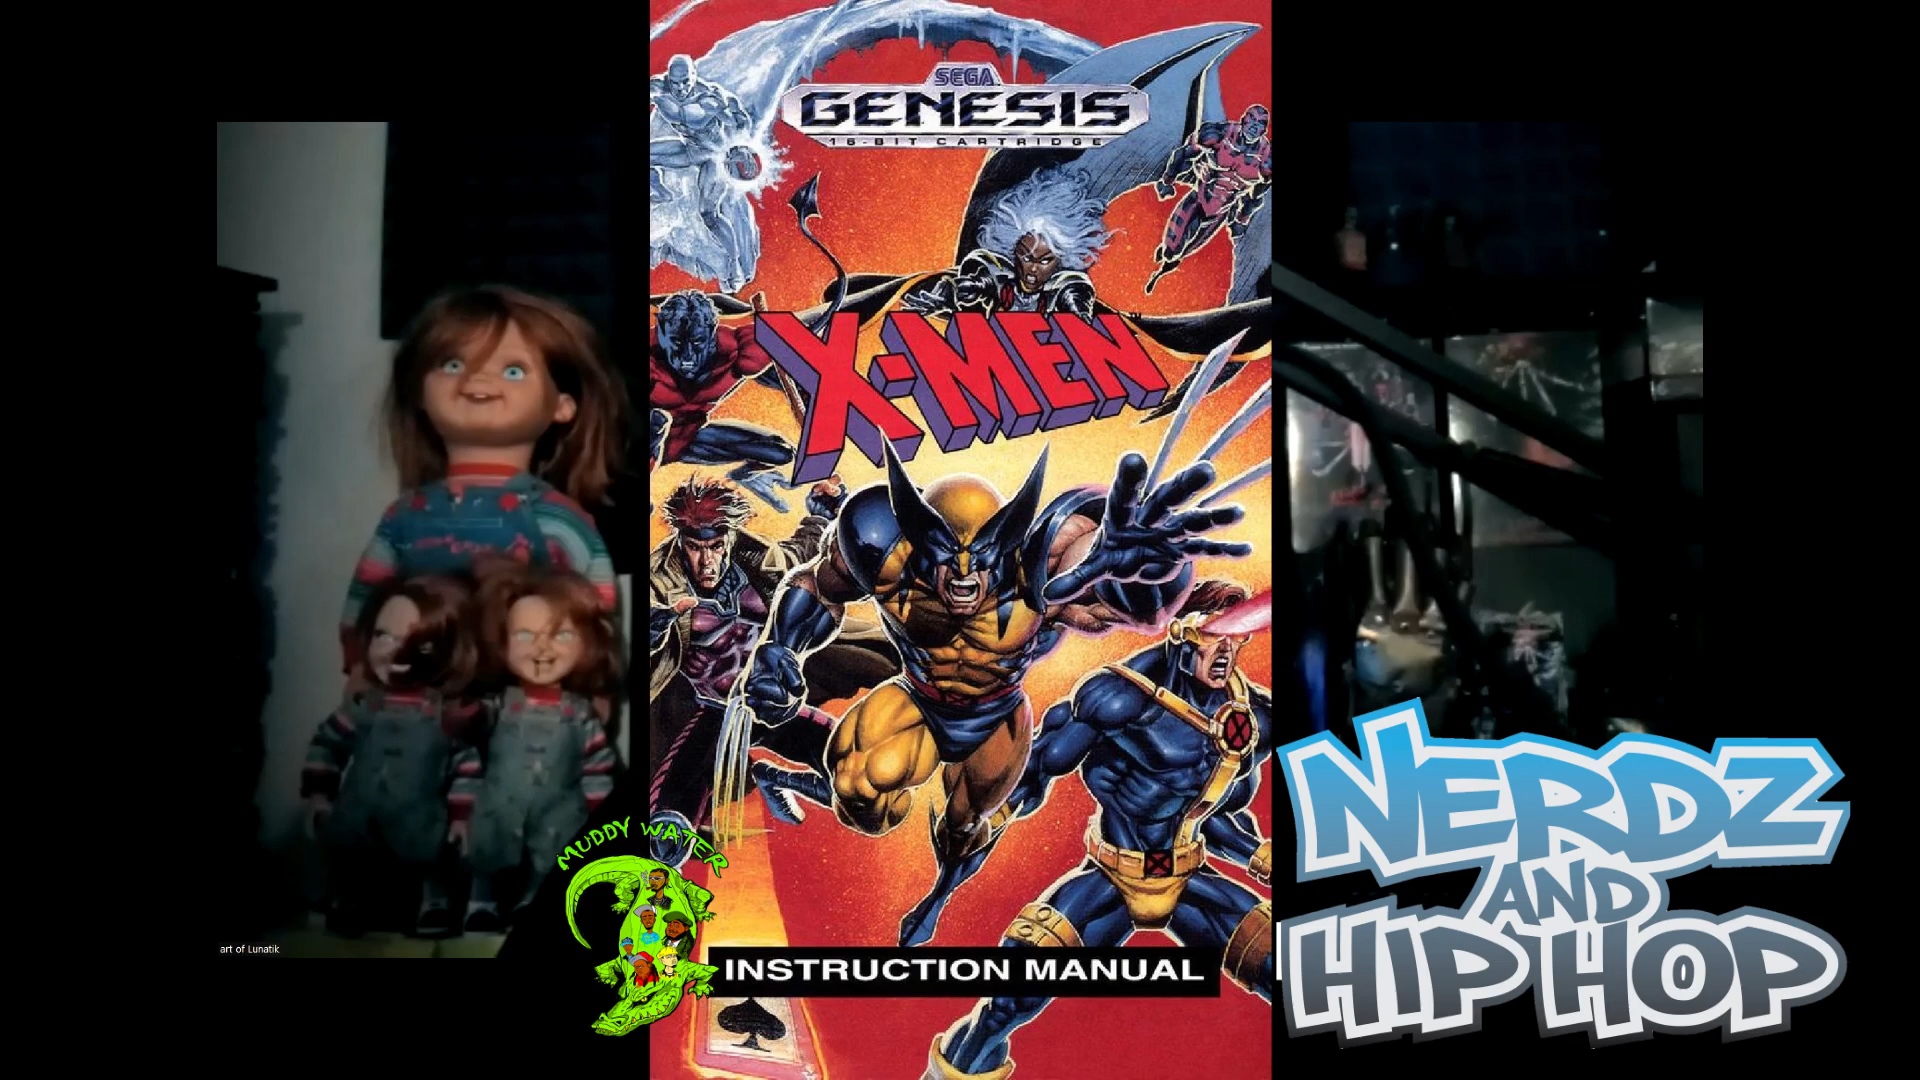 SEGA
GENESIS
16-BIT CARTRIDGE
X-MEN
MUDDY WATER
INSTRUCTION MANUAL
art of Lunatik
NERDZ
AND
HIP HOP